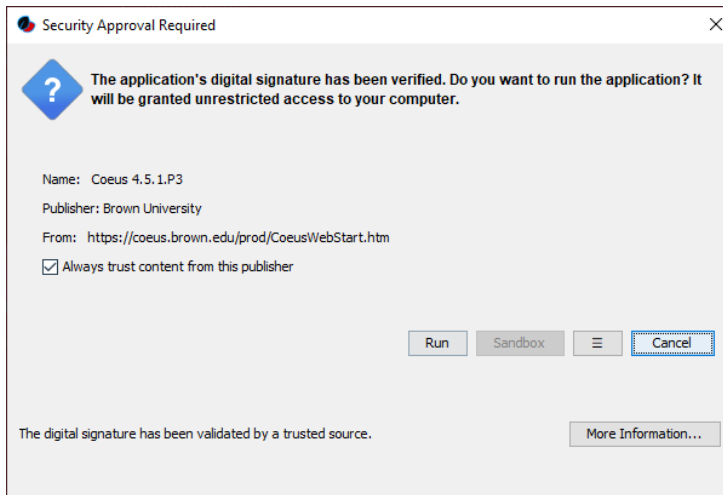 Security Approval Required
The application's digital signature has been verified. Do you want to run the application? It
will be granted unrestricted access to your computer.
Name: Coeus 4.5.1.P3
Publisher: Brown University
From: https://coeus.brown.edu/prod/CoeusWebStart.htm
Always trust content from this publisher
Run Sandbox Cancel
The digital signature has been validated by a trusted source. More Information...